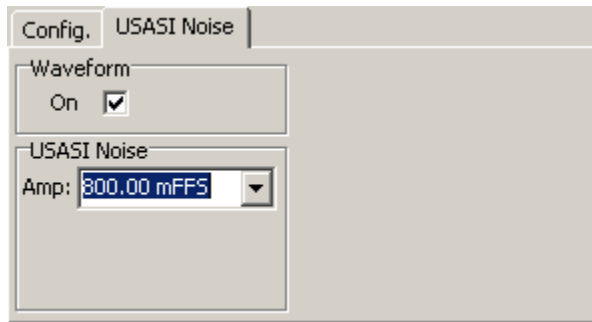 Config. USASI Noise
Waveform
On
USASI Noise
Amp: 800.00 mFFS